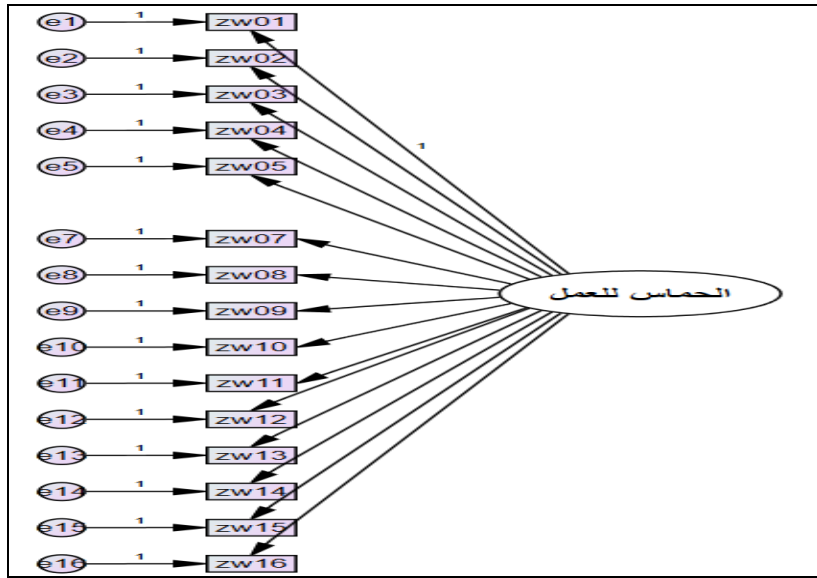 e1 1 zw01
e2 1 zw02
e3 1 zw03
e4 1 zw04
1
e5 1 zw05
e7 1 zw07
e8 1 zw08
الحماس للعمل
e9 1 zw09
e10 1 zw10
e11 1 zw11
e12 1 zw12
e13 1 zw13
e14 1 zw14
e15 1 zw15
e16 1 zw16